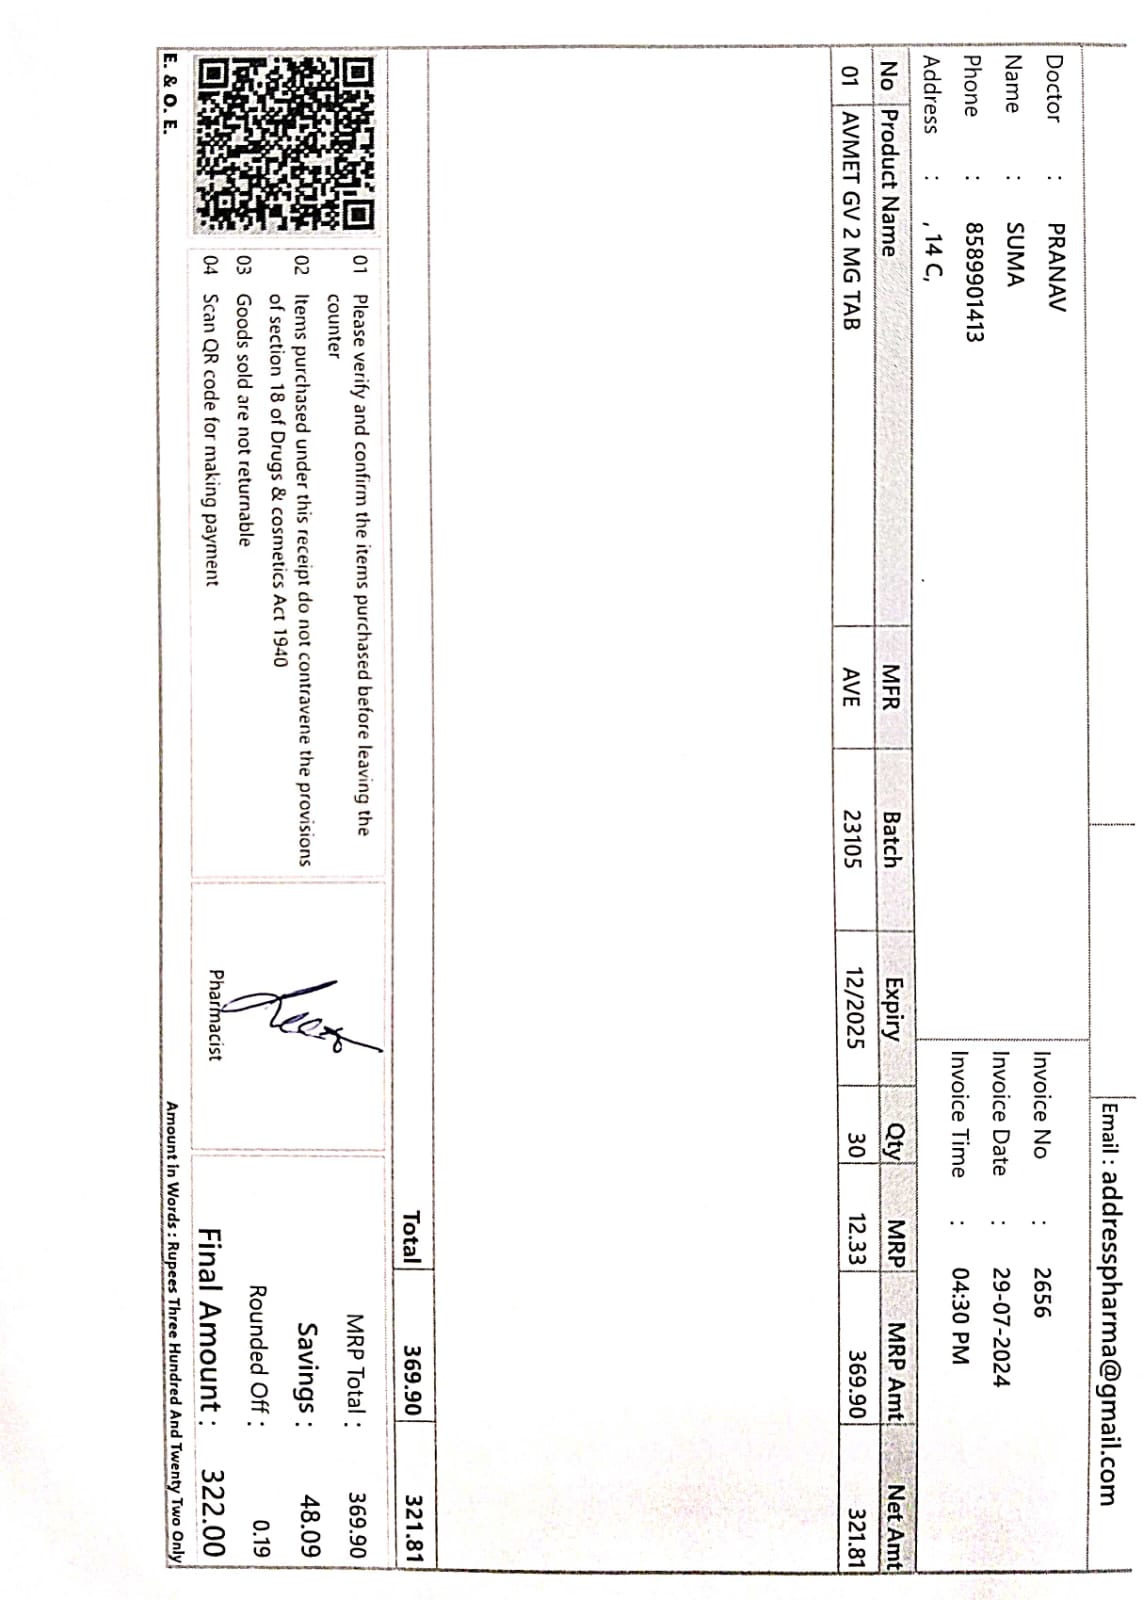 Email : addresspharma@gmail.com
Doctor : PRANAV
Name : SUMA
Phone : 8589901413
Address : , 14 C,
Invoice No : 2656
Invoice Date : 29-07-2024
Invoice Time : 04:30 PM
No Product Name MFR Batch Expiry Qty MRP MRP Amt Net Amt
01 AVMET GV 2 MG TAB AVE 23105 12/2025 30 12.33 369.90 321.81
Total 369.90 321.81
01 Please verify and confirm the items purchased before leaving the
counter
02 Items purchased under this receipt do not contravene the provisions
of section 18 of Drugs & cosmetics Act 1940
03 Goods sold are not returnable
04 Scan QR code for making payment
Pharmacist
MRP Total : 369.90
Savings : 48.09
Rounded Off : 0.19
Final Amount : 322.00
E. & O. E.
Amount in Words : Rupees Three Hundred And Twenty Two Only